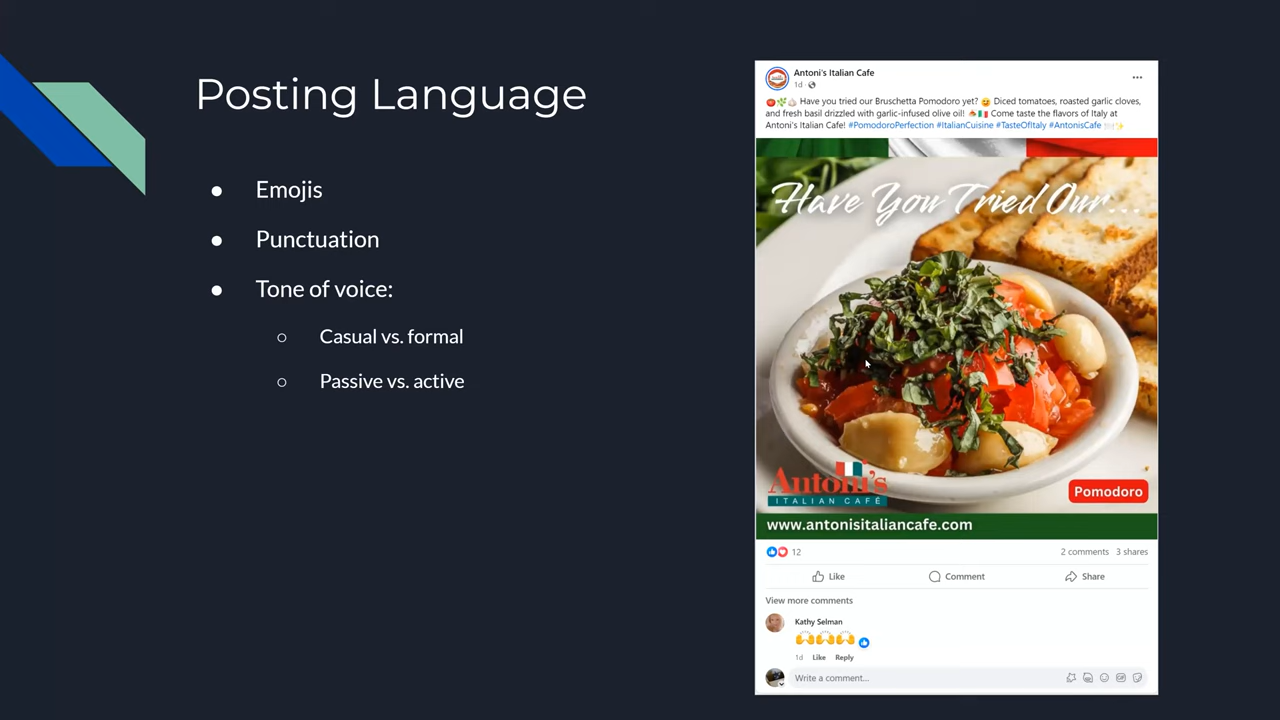 Posting Language
● Emojis
● Punctuation
● Tone of voice:
○ Casual vs. formal
○ Passive vs. active
Antoni's Italian Cafe
1d ·
🍅🌿🧄 Have you tried our Bruschetta Pomodoro yet? 😋 Diced tomatoes, roasted garlic cloves,
and fresh basil drizzled with garlic-infused olive oil! 🍝🇮🇹 Come taste the flavors of Italy at
Antoni's Italian Cafe! #PomodoroPerfection #ItalianCuisine #TasteOfItaly #AntonisCafe 🍽️✨
Have You Tried Our...
Antoni's
ITALIAN CAFÉ
Pomodoro
www.antonisitaliancafe.com
12
2 comments 3 shares
Like Comment Share
View more comments
Kathy Selman
🙌🙌🙌
1d Like Reply
Write a comment...
GIF